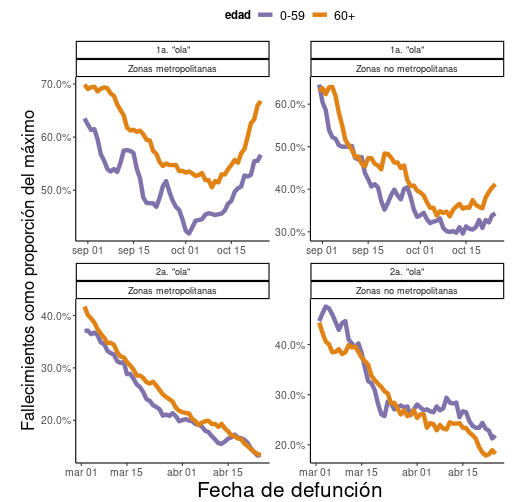 edad 0-59 60+
1a. "ola"
Zonas metropolitanas
70.0%
60.0%
50.0%
sep 01 sep 15 oct 01 oct 15
1a. "ola"
Zonas no metropolitanas
60.0%
50.0%
40.0%
30.0%
sep 01 sep 15 oct 01 oct 15
2a. "ola"
Zonas metropolitanas
40.0%
30.0%
20.0%
mar 01 mar 15 abr 01 abr 15
2a. "ola"
Zonas no metropolitanas
40.0%
30.0%
20.0%
mar 01 mar 15 abr 01 abr 15
Fallecimientos como proporción del máximo
Fecha de defunción